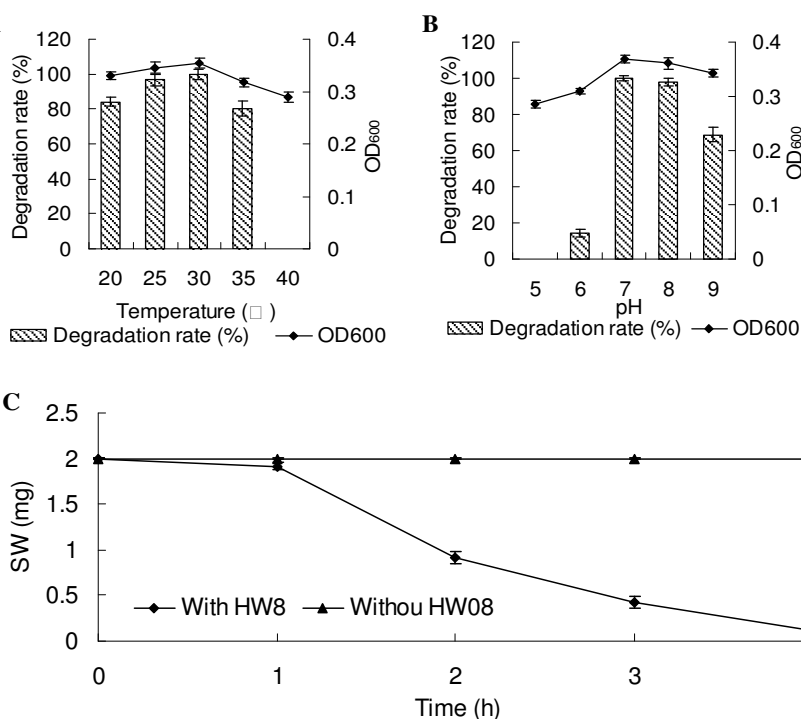 B
120
100
80
60
40
20
0
Degradation rate (%)
0.4
0.3
0.2
0.1
0
OD600
20 25 30 35 40
Temperature (□ )
Degradation rate (%) OD600
120
100
80
60
40
20
0
Degradation rate (%)
0.4
0.3
0.2
0.1
0
OD600
5 6 7 8 9
pH
Degradation rate (%) OD600
C
2.5
2
1.5
1
0.5
0
SW (mg)
With HW8 Withou HW08
0 1 2 3
Time (h)